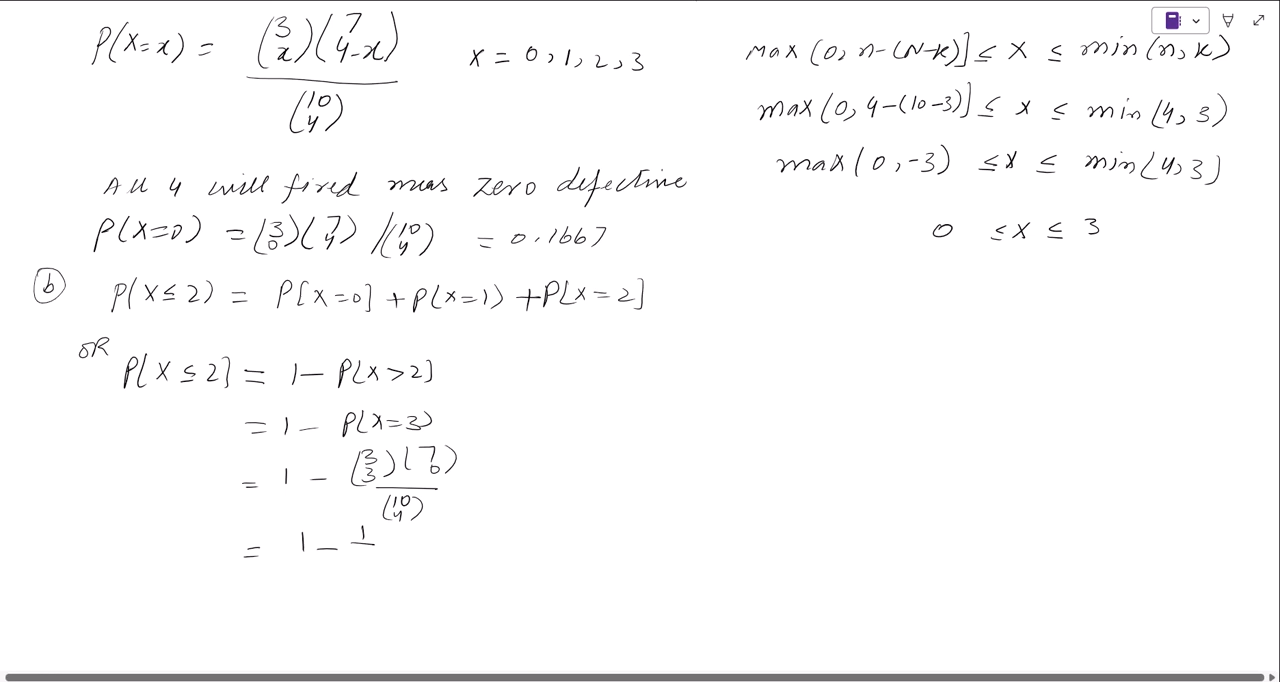 P(X=x) = (3 x)(7 4-x) / (10 4) x = 0, 1, 2, 3
All 4 will fired meas zero defective
P(X=0) = (3 0)(7 4) / (10 4) = 0.1667
(b) P(X≤2) = P[X=0] + P(X=1) + P[X=2]
OR
P[X≤2] = 1 - P[X>2]
= 1 - P(X=3)
= 1 - (3 3)(7 0) / (10 4)
= 1 - 1
max (0, n-(N-k)] ≤ X ≤ min(n, k)
max (0, 4-(10-3)] ≤ x ≤ min (4, 3)
max (0, -3) ≤ X ≤ min(4, 3)
0 ≤ X ≤ 3